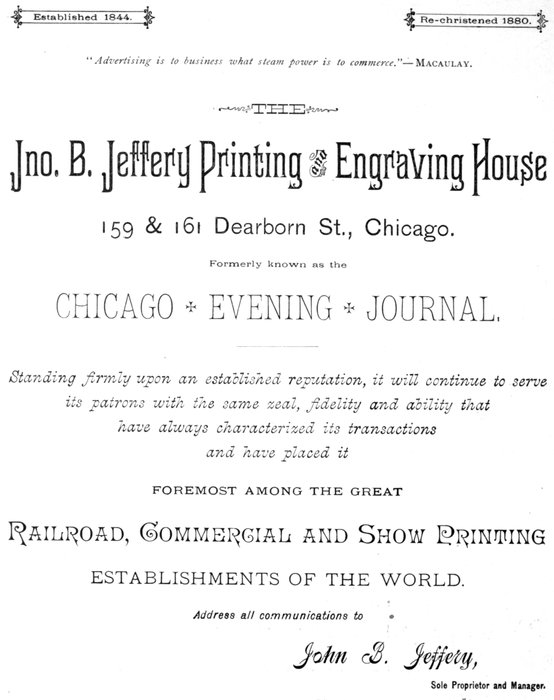 Established 1844.
Re-christened 1880.
"Advertising is to business what steam power is to commerce."—MACAULAY.
THE
Jno. B. Jeffery Printing and Engraving House
159 & 161 Dearborn St., Chicago.
Formerly known as the
CHICAGO ✠ EVENING ✠ JOURNAL.
Standing firmly upon an established reputation, it will continue to serve
its patrons with the same zeal, fidelity and ability that
have always characterized its transactions
and have placed it
FOREMOST AMONG THE GREAT
RAILROAD, COMMERCIAL AND SHOW PRINTING
ESTABLISHMENTS OF THE WORLD.
Address all communications to
John B. Jeffery,
Sole Proprietor and Manager.